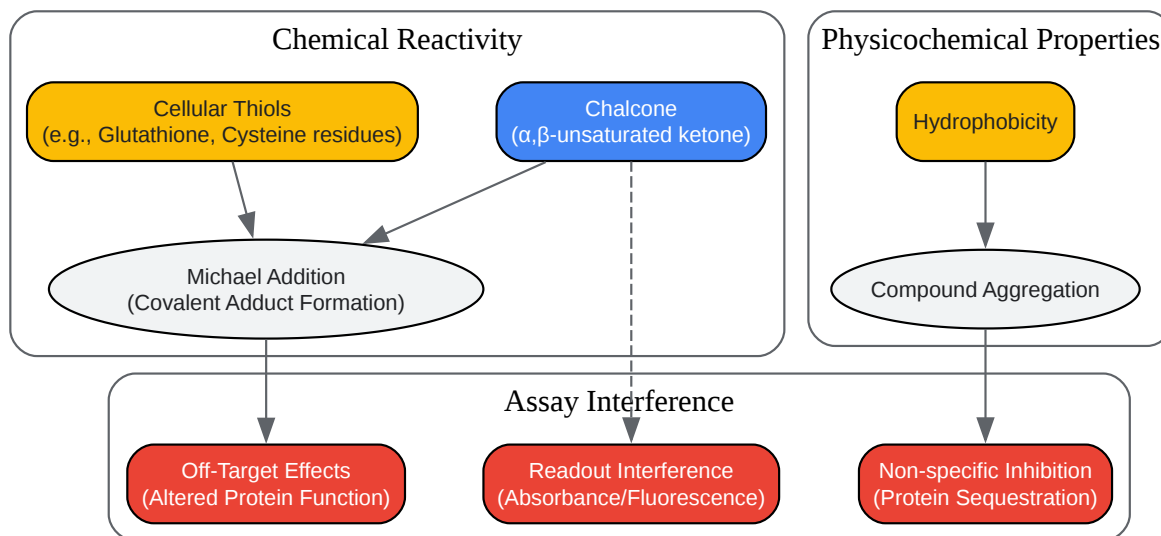 Chemical Reactivity
Physicochemical Properties
Cellular Thiols
(e.g., Glutathione, Cysteine residues)
Chalcone
(α,β-unsaturated ketone)
Hydrophobicity
Michael Addition
(Covalent Adduct Formation)
Compound Aggregation
Assay Interference
Off-Target Effects
(Altered Protein Function)
Readout Interference
(Absorbance/Fluorescence)
Non-specific Inhibition
(Protein Sequestration)